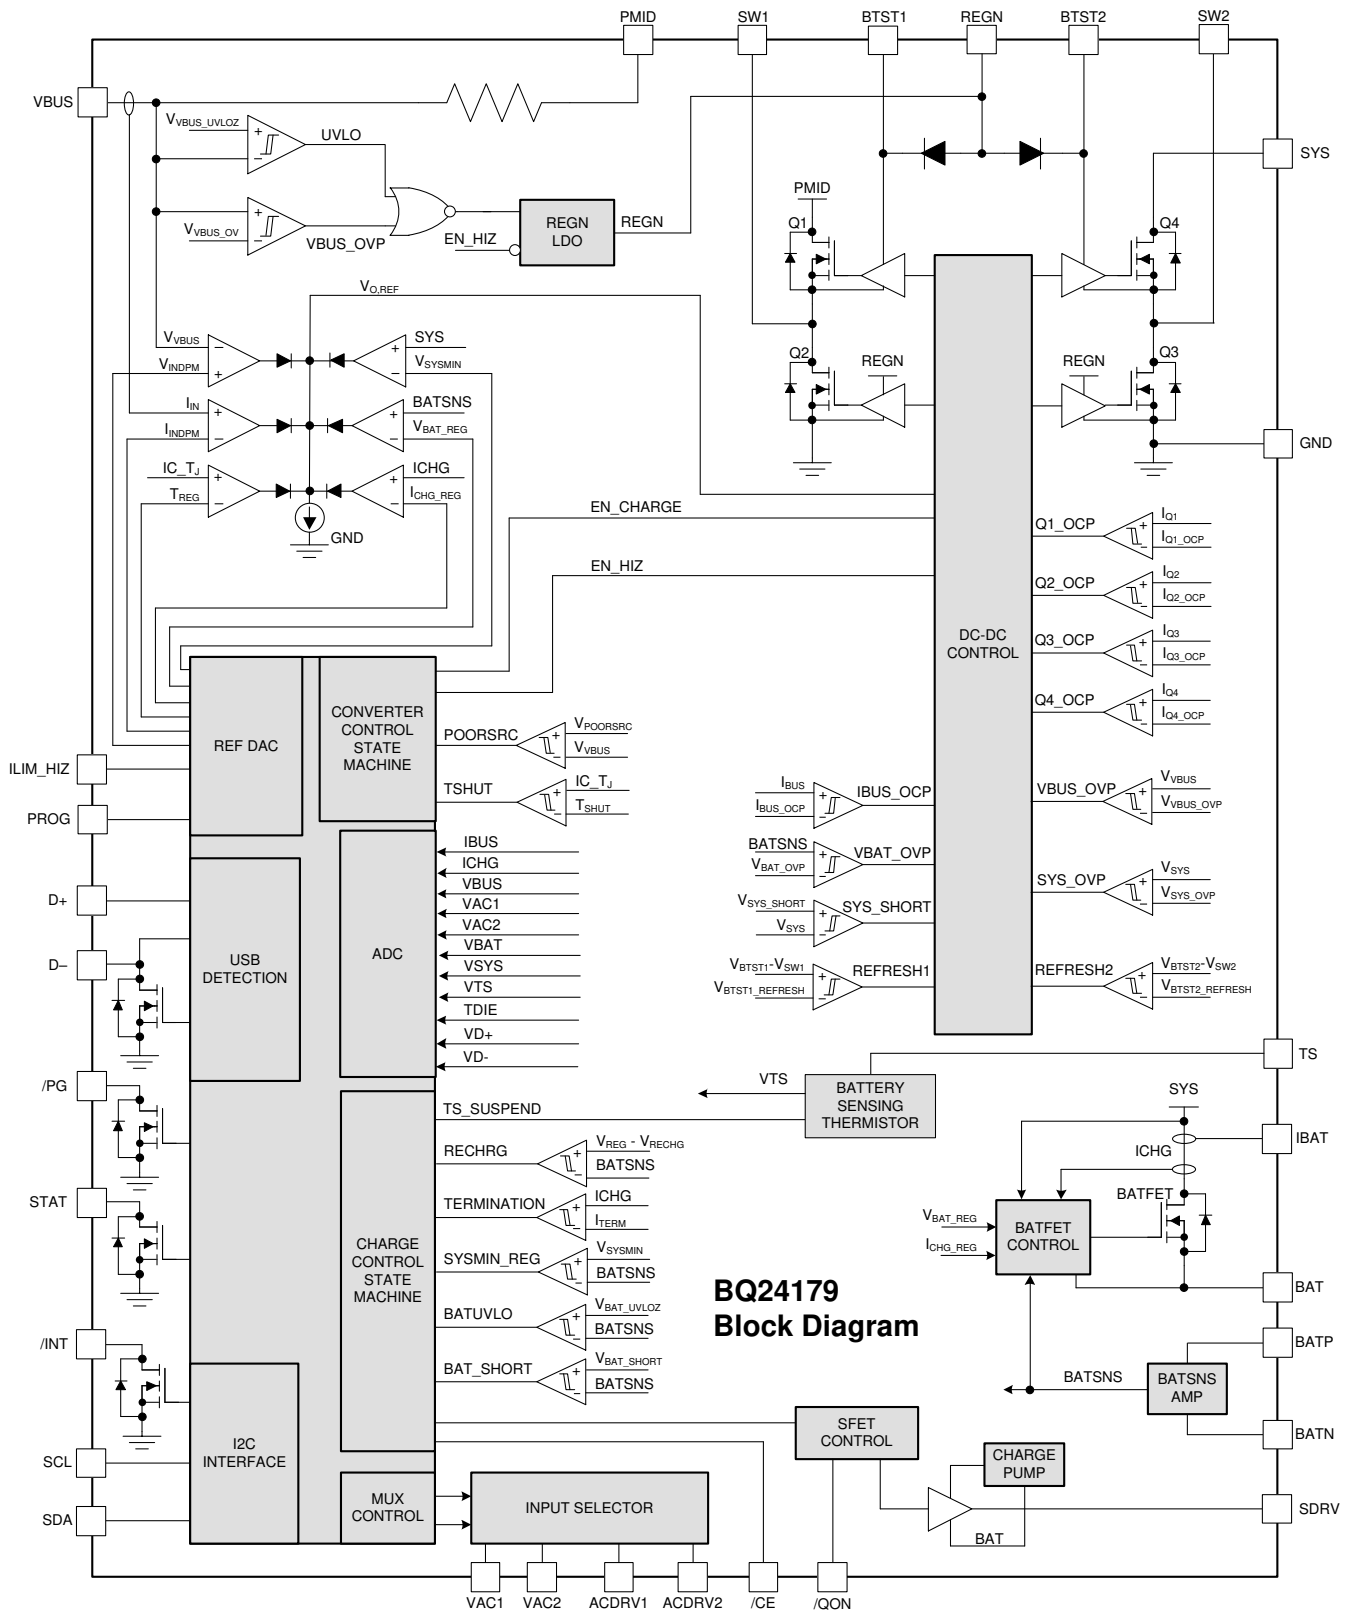 PMID
SW1
BTST1
REGN
BTST2
SW2
VBUS
VVBUS_UVLOZ
UVLO
VVBUS_OV
VBUS_OVP
EN_HIZ
REGN
LDO
REGN
SYS
PMID
Q1
Q4
VO,REF
VVBUS
VINDPM
SYS
VSYSMIN
Q2
REGN
REGN
Q3
IIN
IINDPM
BATSNS
VBAT_REG
GND
IC_TJ
TREG
ICHG
ICHG_REG
GND
EN_CHARGE
EN_HIZ
DC-DC
CONTROL
Q1_OCP
IQ1
IQ1_OCP
Q2_OCP
IQ2
IQ2_OCP
Q3_OCP
IQ3
IQ3_OCP
Q4_OCP
IQ4
IQ4_OCP
REF DAC
CONVERTER
CONTROL
STATE
MACHINE
POORSRC
VPOORSRC
VVBUS
TSHUT
IC_TJ
TSHUT
ILIM_HIZ
PROG
IBUS
IBUS_OCP
IBUS_OCP
VBUS_OVP
VVBUS
VVBUS_OVP
BATSNS
VBAT_OVP
VBAT_OVP
SYS_OVP
VSYS
VSYS_OVP
VSYS_SHORT
VSYS
SYS_SHORT
VBTST1-VSW1
VBTST1_REFRESH
REFRESH1
REFRESH2
VBTST2-VSW2
VBTST2_REFRESH
D+
D–
USB
DETECTION
ADC
IBUS
ICHG
VBUS
VAC1
VAC2
VBAT
VSYS
VTS
TDIE
VD+
VD-
/PG
STAT
/INT
SCL
SDA
VTS
BATTERY
SENSING
THERMISTOR
TS
TS_SUSPEND
RECHRG
VREG - VRECHG
BATSNS
TERMINATION
ICHG
ITERM
SYSMIN_REG
VSYSMIN
BATSNS
BATUVLO
VBAT_UVLOZ
BATSNS
BAT_SHORT
VBAT_SHORT
BATSNS
CHARGE
CONTROL
STATE
MACHINE
SYS
ICHG
IBAT
BATFET
VBAT_REG
ICHG_REG
BATFET
CONTROL
BAT
BQ24179
Block Diagram
BATP
BATSNS
BATSNS
AMP
BATN
I2C
INTERFACE
MUX
CONTROL
INPUT SELECTOR
SFET
CONTROL
CHARGE
PUMP
BAT
SDRV
VAC1
VAC2
ACDRV1
ACDRV2
/CE
/QON